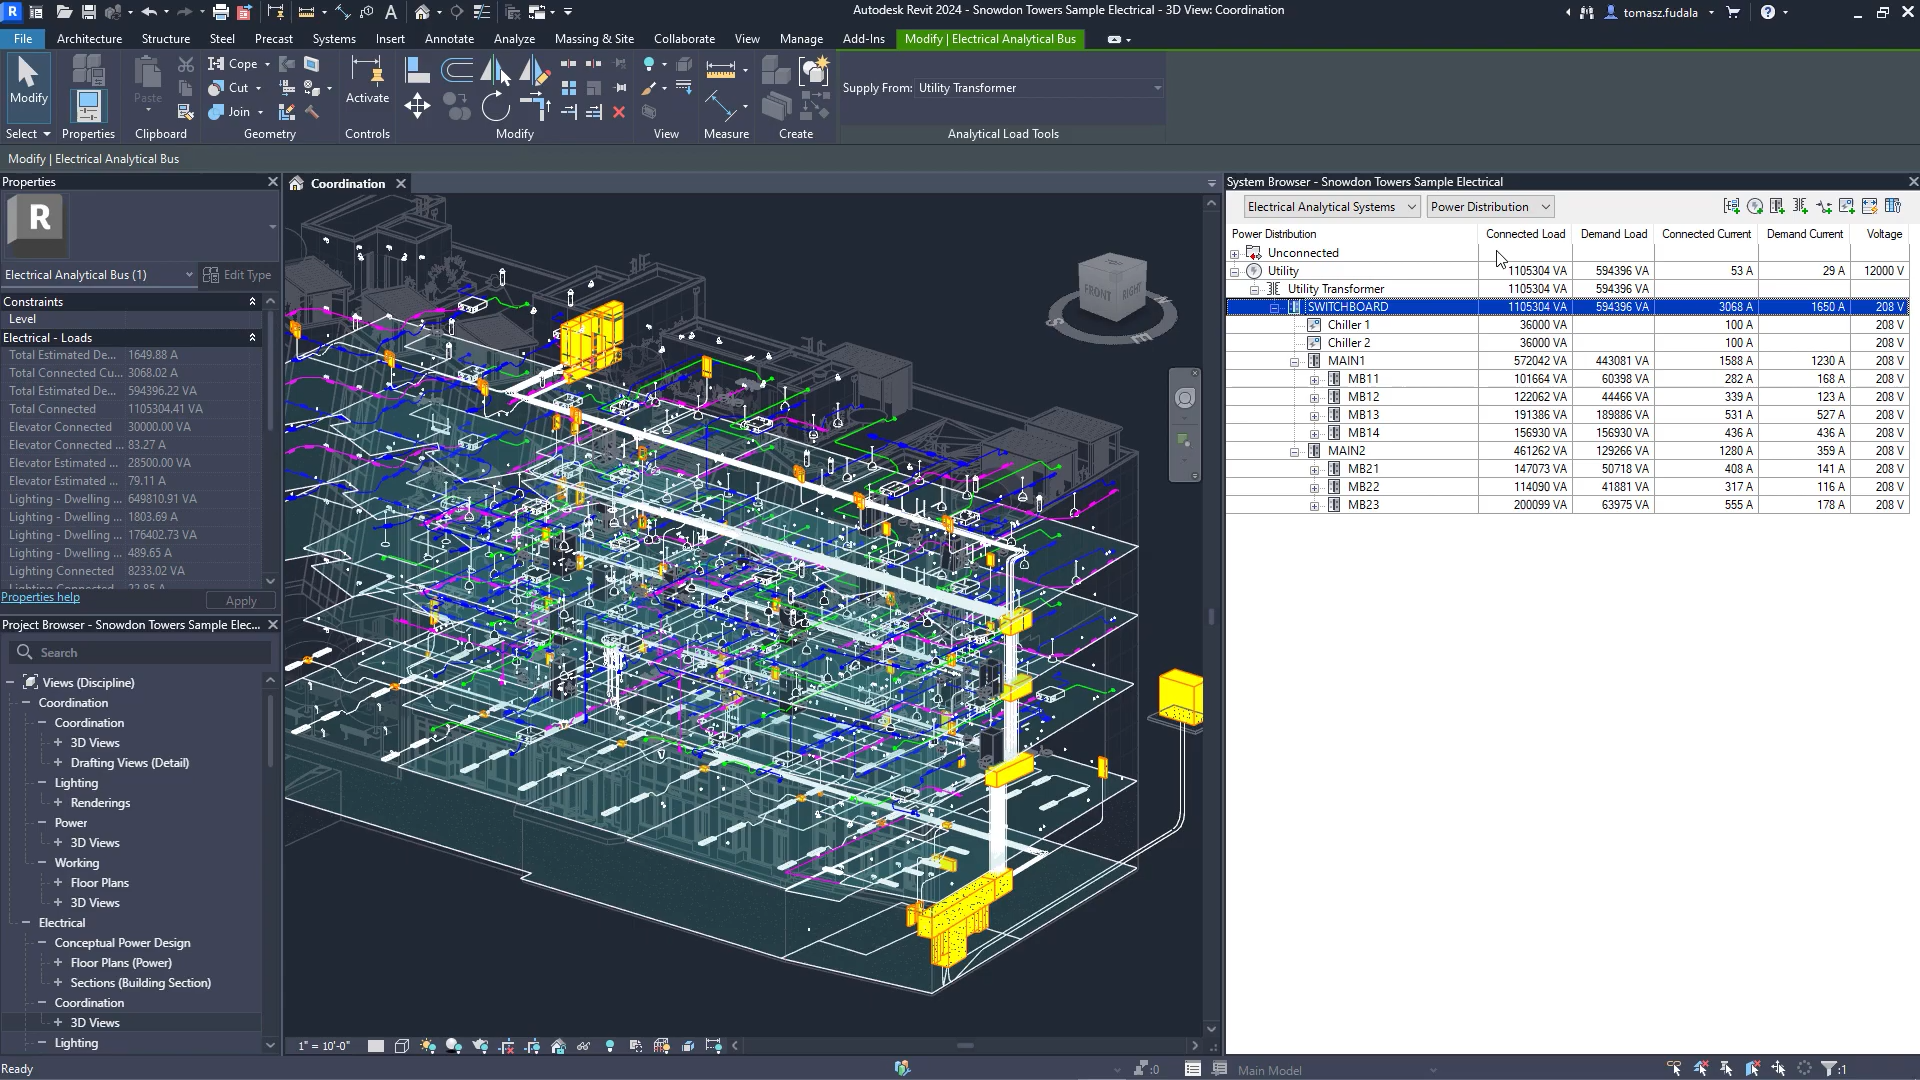 Autodesk Revit 2024 - Snowdon Towers Sample Electrical - 3D View: Coordination
tomasz.fudala
File Architecture Structure Steel Precast Systems Insert Annotate Analyze Massing & Site Collaborate View Manage Add-Ins Modify | Electrical Analytical Bus
Modify
Paste
Cope
Cut
Join
Activate
Supply From: Utility Transformer
Select Properties Clipboard Geometry Controls Modify View Measure Create Analytical Load Tools
Modify | Electrical Analytical Bus
Properties
R
Electrical Analytical Bus (1) Edit Type
Constraints
Level
Electrical - Loads
Total Estimated De... 1649.88 A
Total Connected Cu... 3068.02 A
Total Estimated De... 594396.22 VA
Total Connected 1105304.41 VA
Elevator Connected 30000.00 VA
Elevator Connected ... 83.27 A
Elevator Estimated ... 28500.00 VA
Elevator Estimated ... 79.11 A
Lighting - Dwelling ... 649810.91 VA
Lighting - Dwelling ... 1803.69 A
Lighting - Dwelling ... 176402.73 VA
Lighting - Dwelling ... 489.65 A
Lighting Connected 8233.02 VA
Lighting Connected 22.85 A
Properties help Apply
Project Browser - Snowdon Towers Sample Elec...
Search
Views (Discipline)
Coordination
Coordination
3D Views
Drafting Views (Detail)
Lighting
Renderings
Power
3D Views
Working
Floor Plans
3D Views
Electrical
Conceptual Power Design
Floor Plans (Power)
Sections (Building Section)
Coordination
3D Views
Lighting
Coordination
FRONT RIGHT
S
E
N
1" = 10'-0"
System Browser - Snowdon Towers Sample Electrical
Electrical Analytical Systems Power Distribution
Power Distribution Connected Load Demand Load Connected Current Demand Current Voltage
Unconnected
Utility 1105304 VA 594396 VA 53 A 29 A 12000 V
Utility Transformer 1105304 VA 594396 VA
SWITCHBOARD 1105304 VA 594396 VA 3068 A 1650 A 208 V
Chiller 1 36000 VA 100 A 208 V
Chiller 2 36000 VA 100 A 208 V
MAIN1 572042 VA 443081 VA 1588 A 1230 A 208 V
MB11 101664 VA 60398 VA 282 A 168 A 208 V
MB12 122062 VA 44466 VA 339 A 123 A 208 V
MB13 191386 VA 189886 VA 531 A 527 A 208 V
MB14 156930 VA 156930 VA 436 A 436 A 208 V
MAIN2 461262 VA 129266 VA 1280 A 359 A 208 V
MB21 147073 VA 50718 VA 408 A 141 A 208 V
MB22 114090 VA 41881 VA 317 A 116 A 208 V
MB23 200099 VA 63975 VA 555 A 178 A 208 V
Ready
:0
Main Model
:1